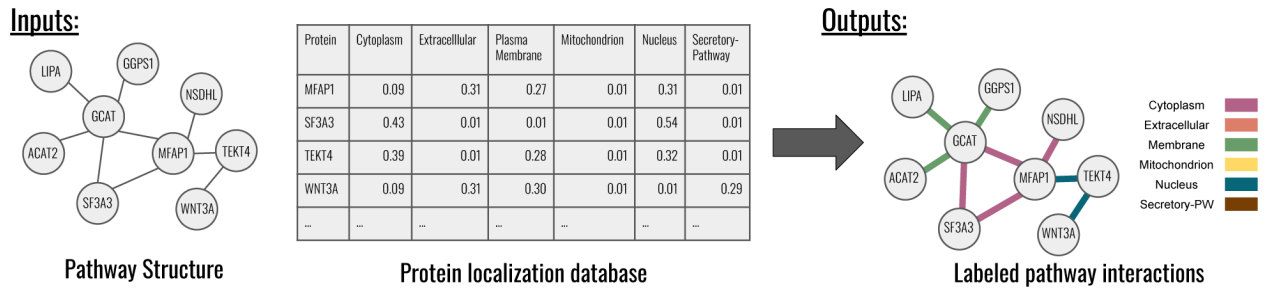 Inputs:
LIPA
GGPS1
NSDHL
GCAT
ACAT2
MFAP1
TEKT4
SF3A3
WNT3A
Pathway Structure
Protein Cytoplasm Extracelllular Plasma Membrane Mitochondrion Nucleus Secretory-Pathway
MFAP1 0.09 0.31 0.27 0.01 0.31 0.01
SF3A3 0.43 0.01 0.01 0.01 0.54 0.01
TEKT4 0.39 0.01 0.28 0.01 0.32 0.01
WNT3A 0.09 0.31 0.30 0.01 0.01 0.29
... ... ... ... ... ... ...
Protein localization database
Outputs:
LIPA
GGPS1
NSDHL
GCAT
ACAT2
MFAP1
TEKT4
SF3A3
WNT3A
Cytoplasm
Extracellular
Membrane
Mitochondrion
Nucleus
Secretory-PW
Labeled pathway interactions